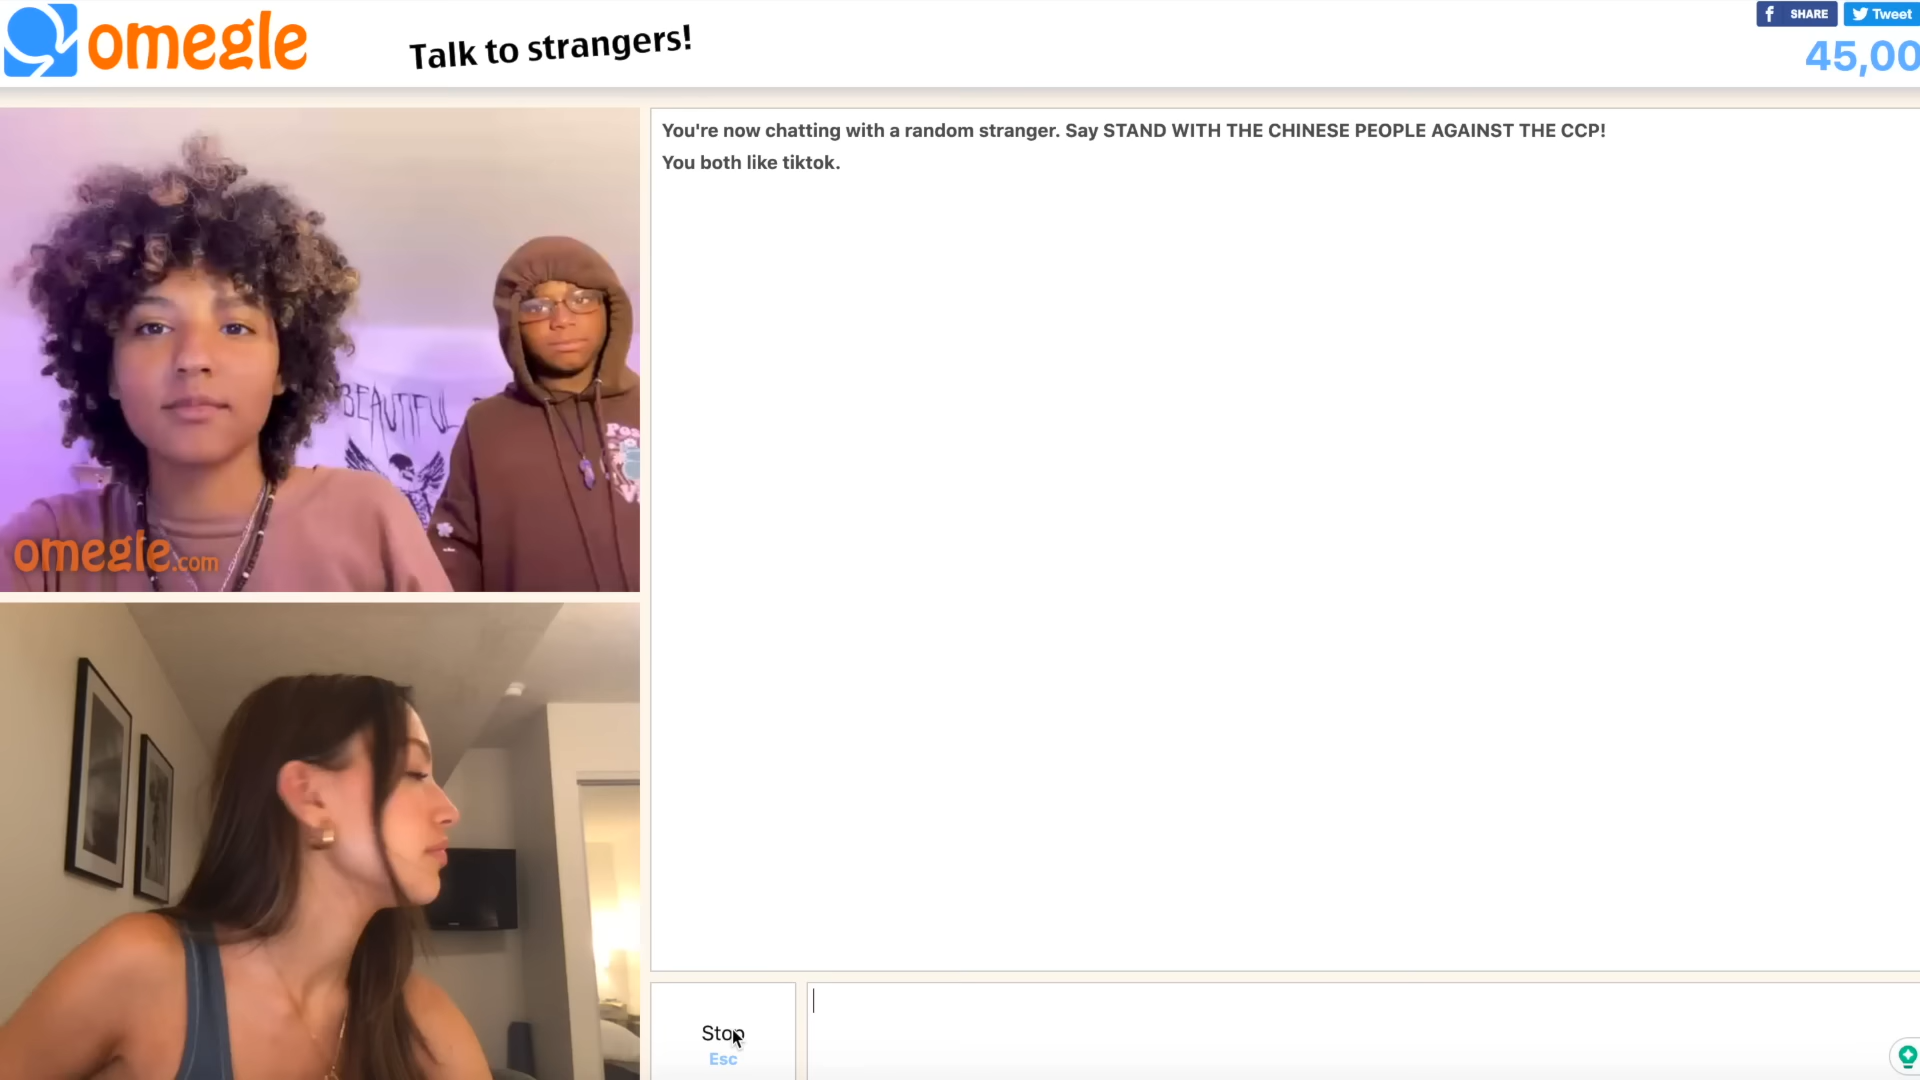 omegle
Talk to strangers!
SHARE
Tweet
45,00
You're now chatting with a random stranger. Say STAND WITH THE CHINESE PEOPLE AGAINST THE CCP!
You both like tiktok.
BEAUTIFUL
omegle.com
Stop
Esc